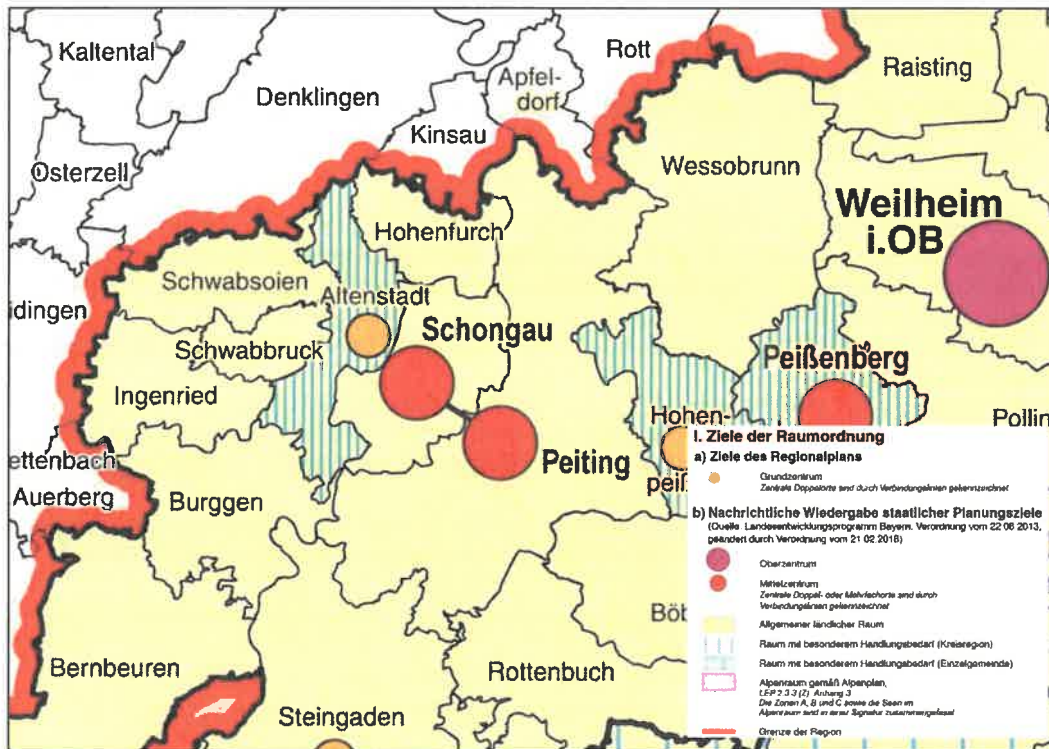 Kaltental
Rott
Raisting
Apfel-
dorf
Denklingen
Kinsau
Osterzell
Wessobrunn
Weilheim
i.OB
Hohenfurch
Schwabsoien
idingen
Altenstadt
Schongau
Schwabbruck
Peißenberg
Ingenried
Hohen-
peiß
Pollin
Peiting
ettenbach
Auerberg
Burggen
Böb
Bernbeuren
Rottenbuch
Steingaden
I. Ziele der Raumordnung
a) Ziele des Regionalplans
Grundzentrum
Zentrale Doppelorte sind durch Verbindungslinien gekennzeichnet
b) Nachrichtliche Wiedergabe staatlicher Planungsziele
(Quelle: Landesentwicklungsprogramm Bayern, Verordnung vom 22.08.2013,
geändert durch Verordnung vom 21.02.2018)
Oberzentrum
Mittelzentrum
Zentrale Doppel- oder Mehrfachorte sind durch
Verbindungslinien gekennzeichnet
Allgemeiner ländlicher Raum
Raum mit besonderem Handlungsbedarf (Kreisregion)
Raum mit besonderem Handlungsbedarf (Einzelgemeinde)
Alpenraum gemäß Alpenplan,
LEP 2.3.3 (Z) Anhang 3
Die Zonen A, B und C sowie die Seen im
Alpenraum sind in einer Signatur zusammengefasst
Grenze der Region